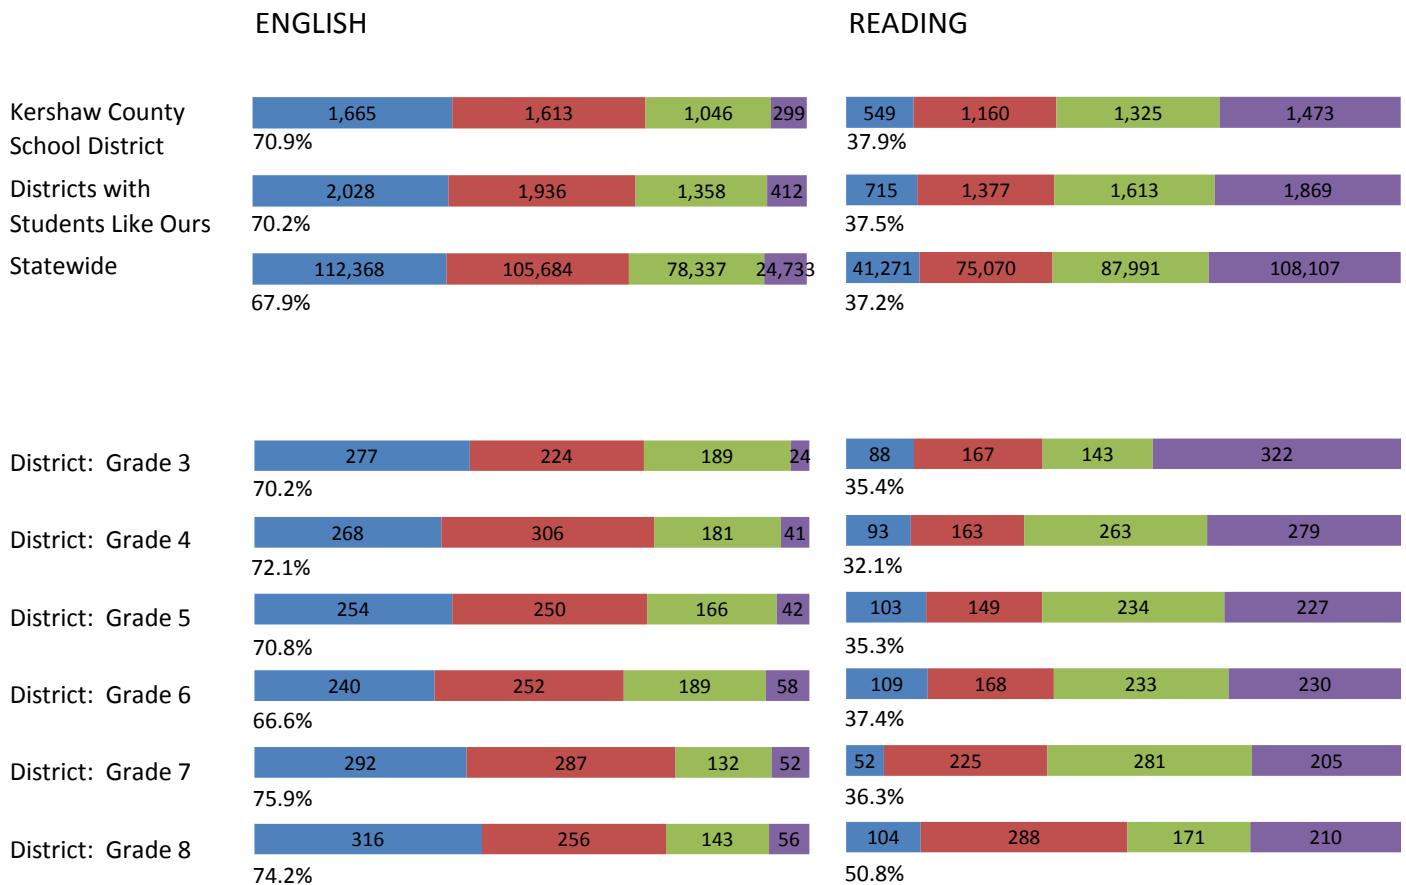 ENGLISH READING
Kershaw County 1,665 1,613 1,046 299 549 1,160 1,325 1,473
School District 70.9% 37.9%
Districts with 2,028 1,936 1,358 412 715 1,377 1,613 1,869
Students Like Ours 70.2% 37.5%
Statewide 112,368 105,684 78,337 24,733 41,271 75,070 87,991 108,107
67.9% 37.2%
District: Grade 3 277 224 189 24 88 167 143 322
70.2% 35.4%
District: Grade 4 268 306 181 41 93 163 263 279
72.1% 32.1%
District: Grade 5 254 250 166 42 103 149 234 227
70.8% 35.3%
District: Grade 6 240 252 189 58 109 168 233 230
66.6% 37.4%
District: Grade 7 292 287 132 52 52 225 281 205
75.9% 36.3%
District: Grade 8 316 256 143 56 104 288 171 210
74.2% 50.8%